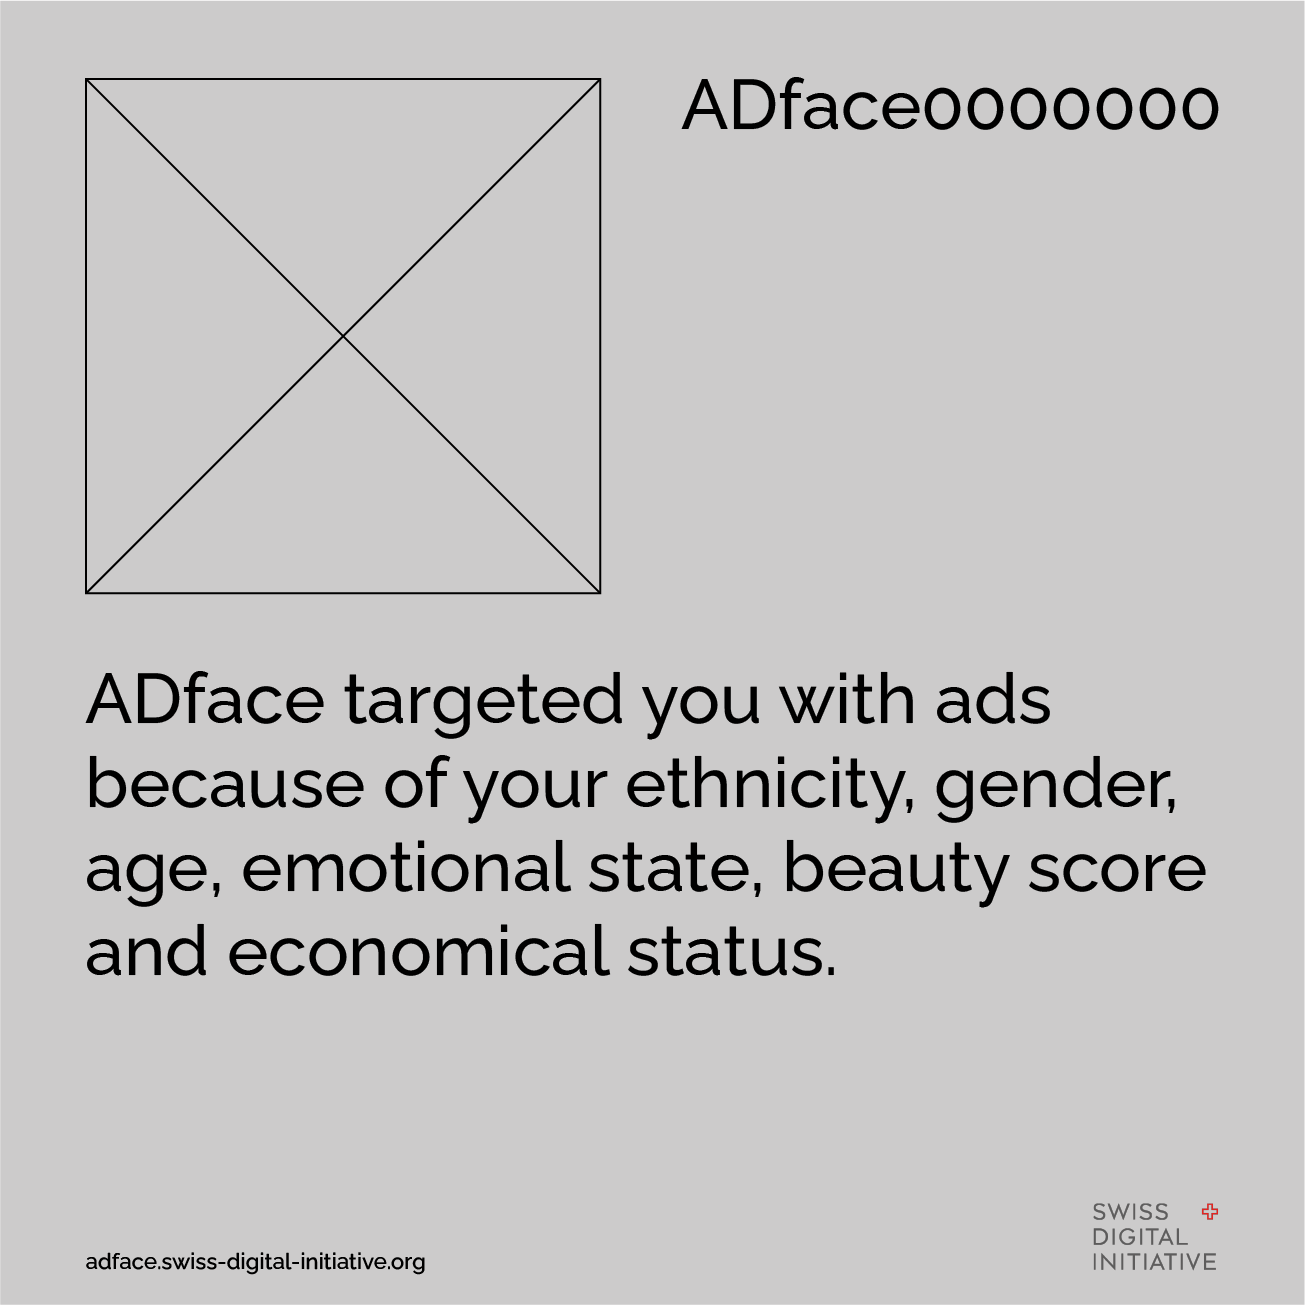 ADface0000000
ADface targeted you with ads
because of your ethnicity, gender,
age, emotional state, beauty score
and economical status.
adface.swiss-digital-initiative.org
SWISS
DIGITAL
INITIATIVE